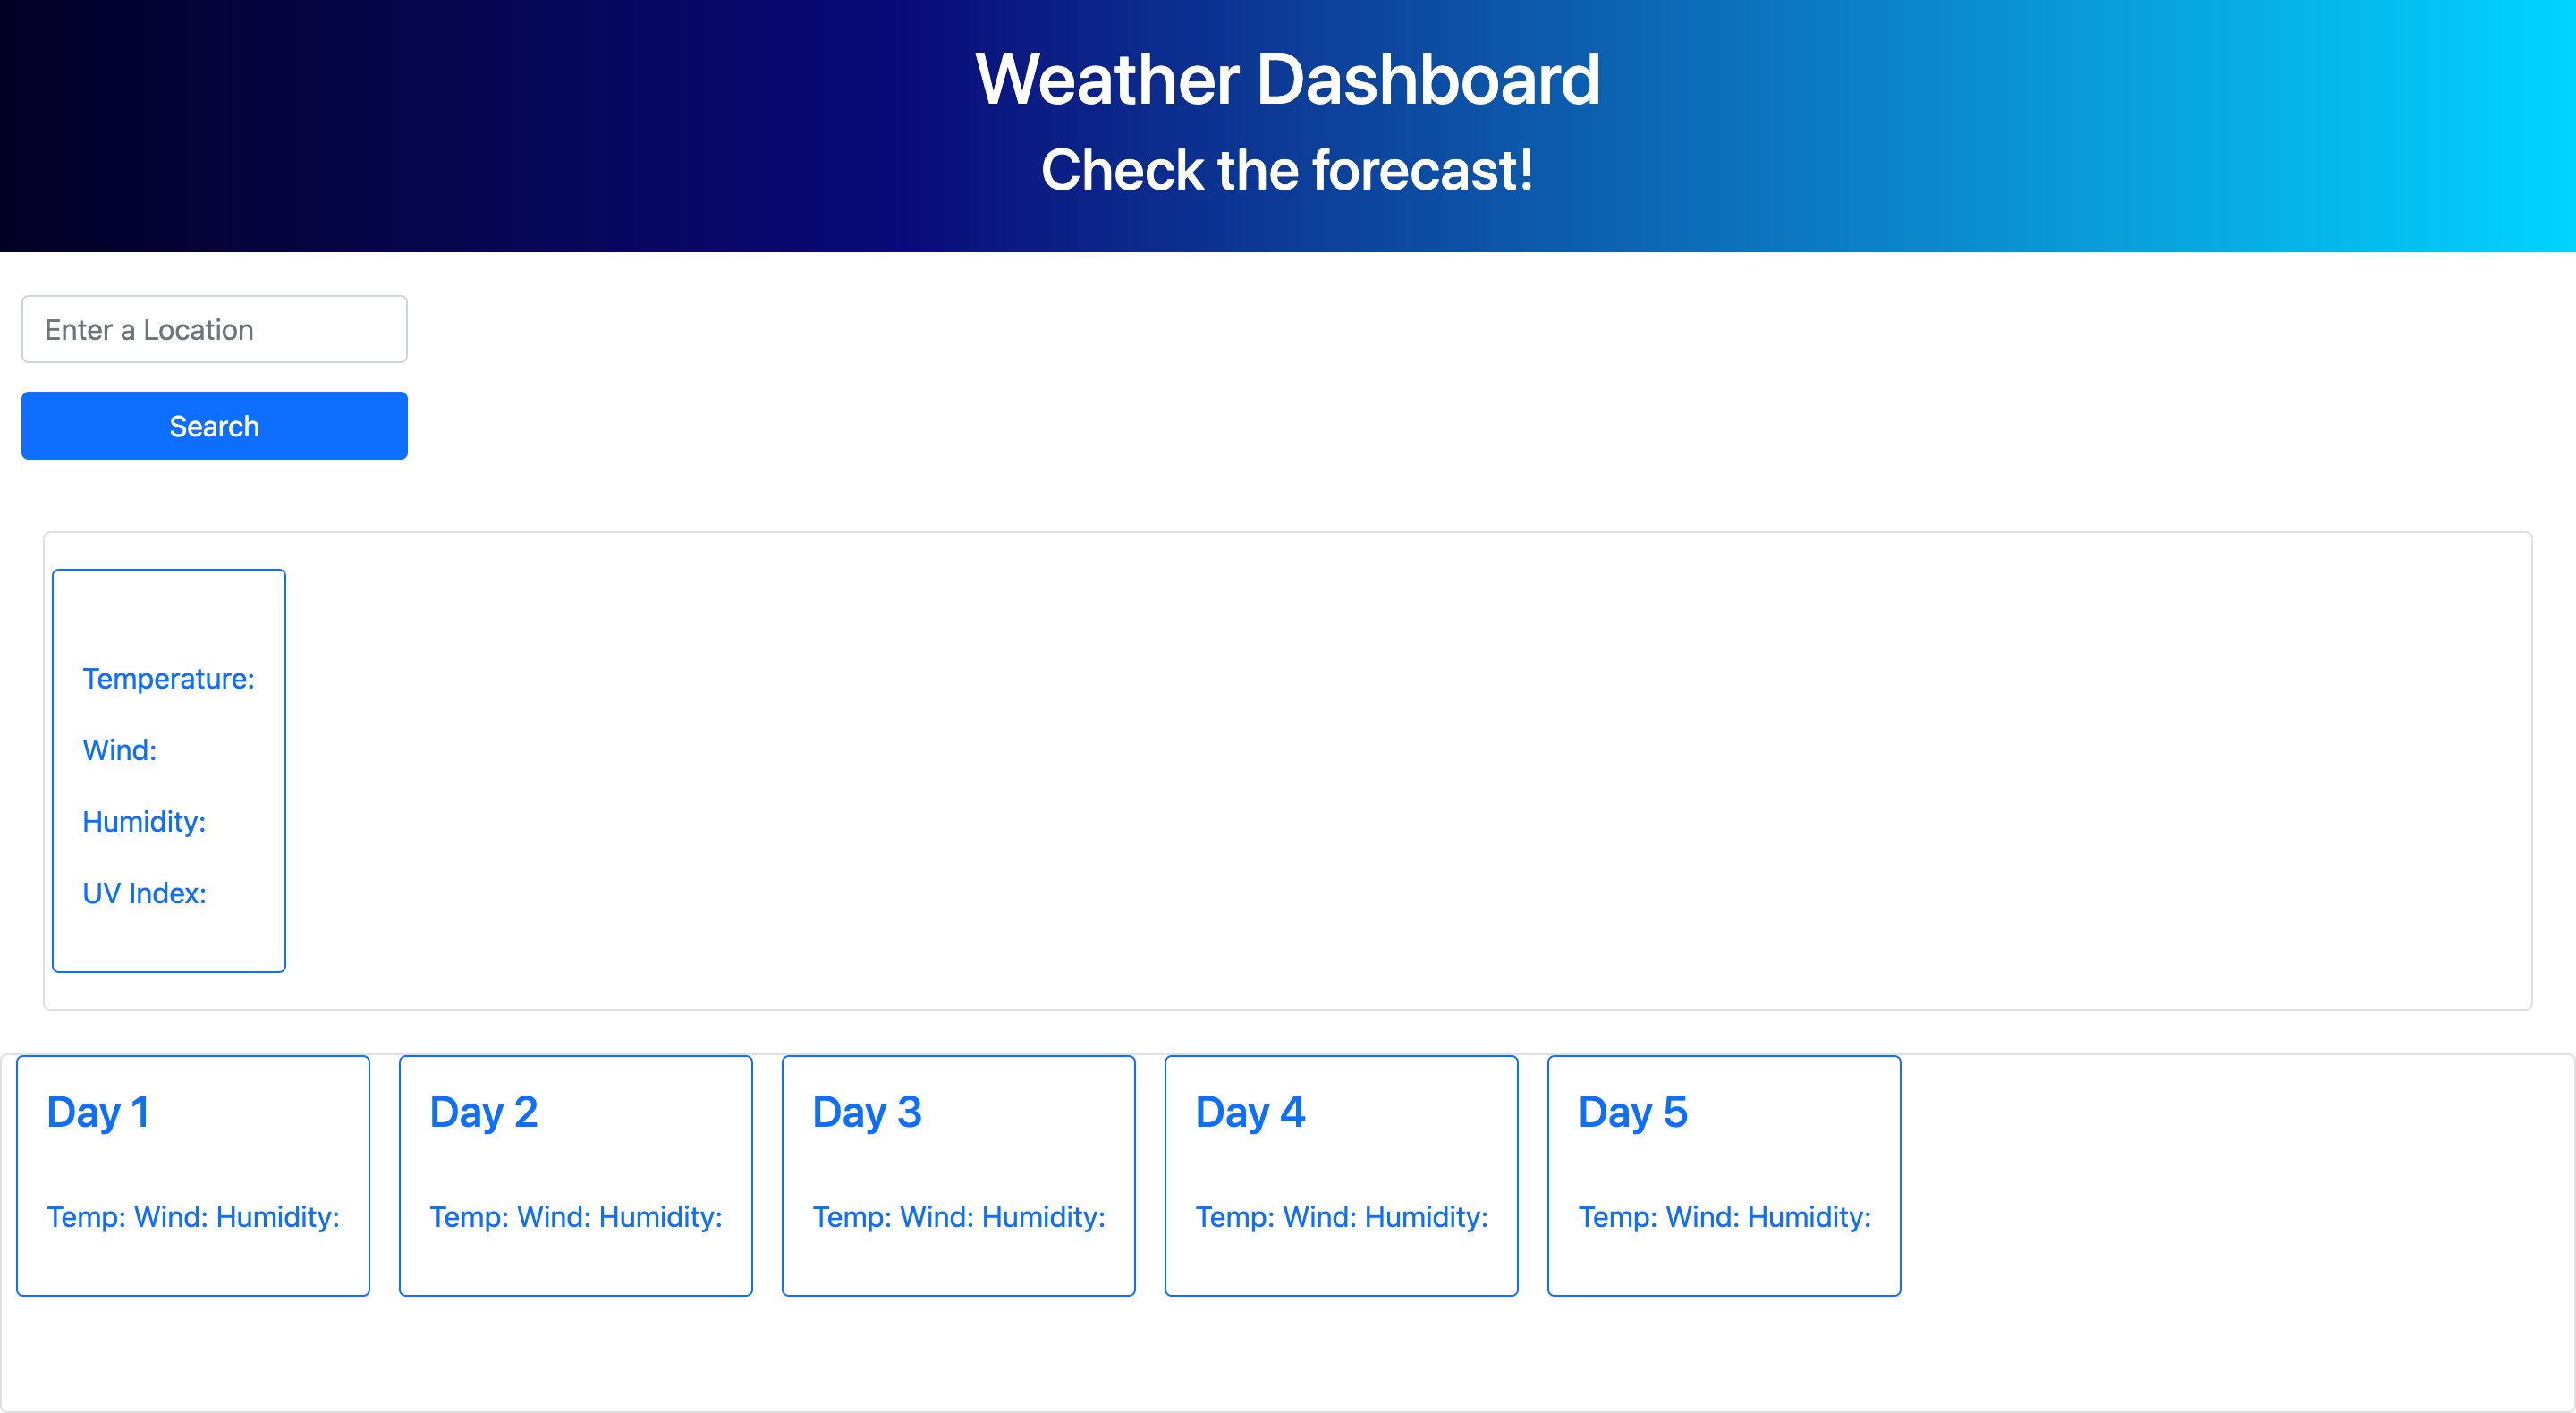 Weather Dashboard
Check the forecast!
Enter a Location
Search
Temperature:
Wind:
Humidity:
UV Index:
Day 1
Temp: Wind: Humidity:
Day 2
Temp: Wind: Humidity:
Day 3
Temp: Wind: Humidity:
Day 4
Temp: Wind: Humidity:
Day 5
Temp: Wind: Humidity: